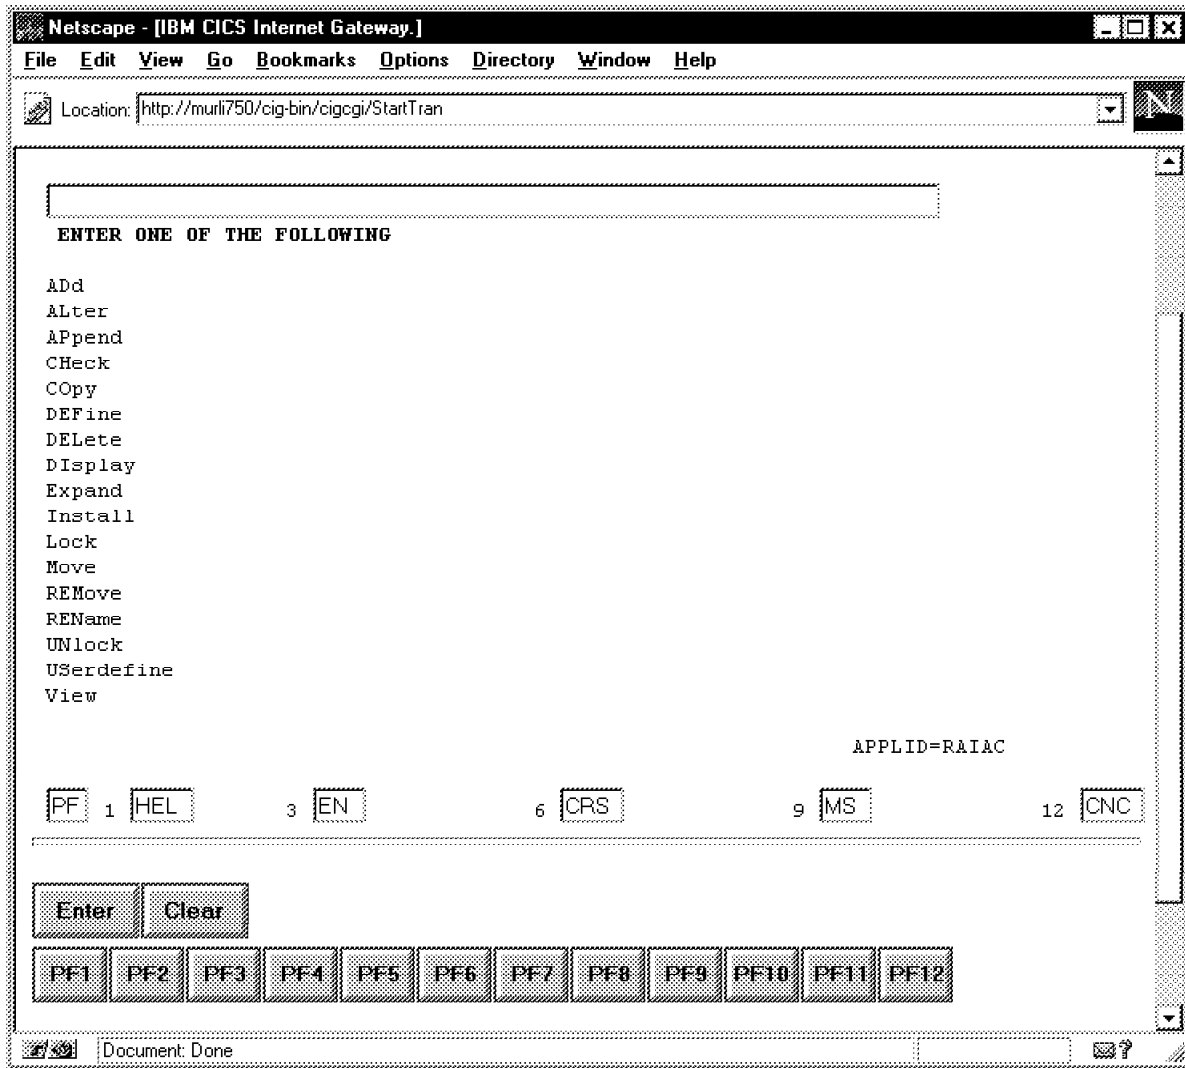 Netscape - [IBM CICS Internet Gateway.]
File Edit View Go Bookmarks Options Directory Window Help
Location: http://murli750/cig-bin/cigcgi/StartTran
N
ENTER ONE OF THE FOLLOWING
ADd
ALter
APpend
CHeck
COpy
DEFine
DELete
DIsplay
Expand
Install
Lock
Move
REMove
REName
UNlock
USerdefine
View
APPLID=RAIAC
PF 1 HEL 3 EN 6 CRS 9 MS 12 CNC
Enter Clear
PF1 PF2 PF3 PF4 PF5 PF6 PF7 PF8 PF9 PF10 PF11 PF12
Document: Done ?